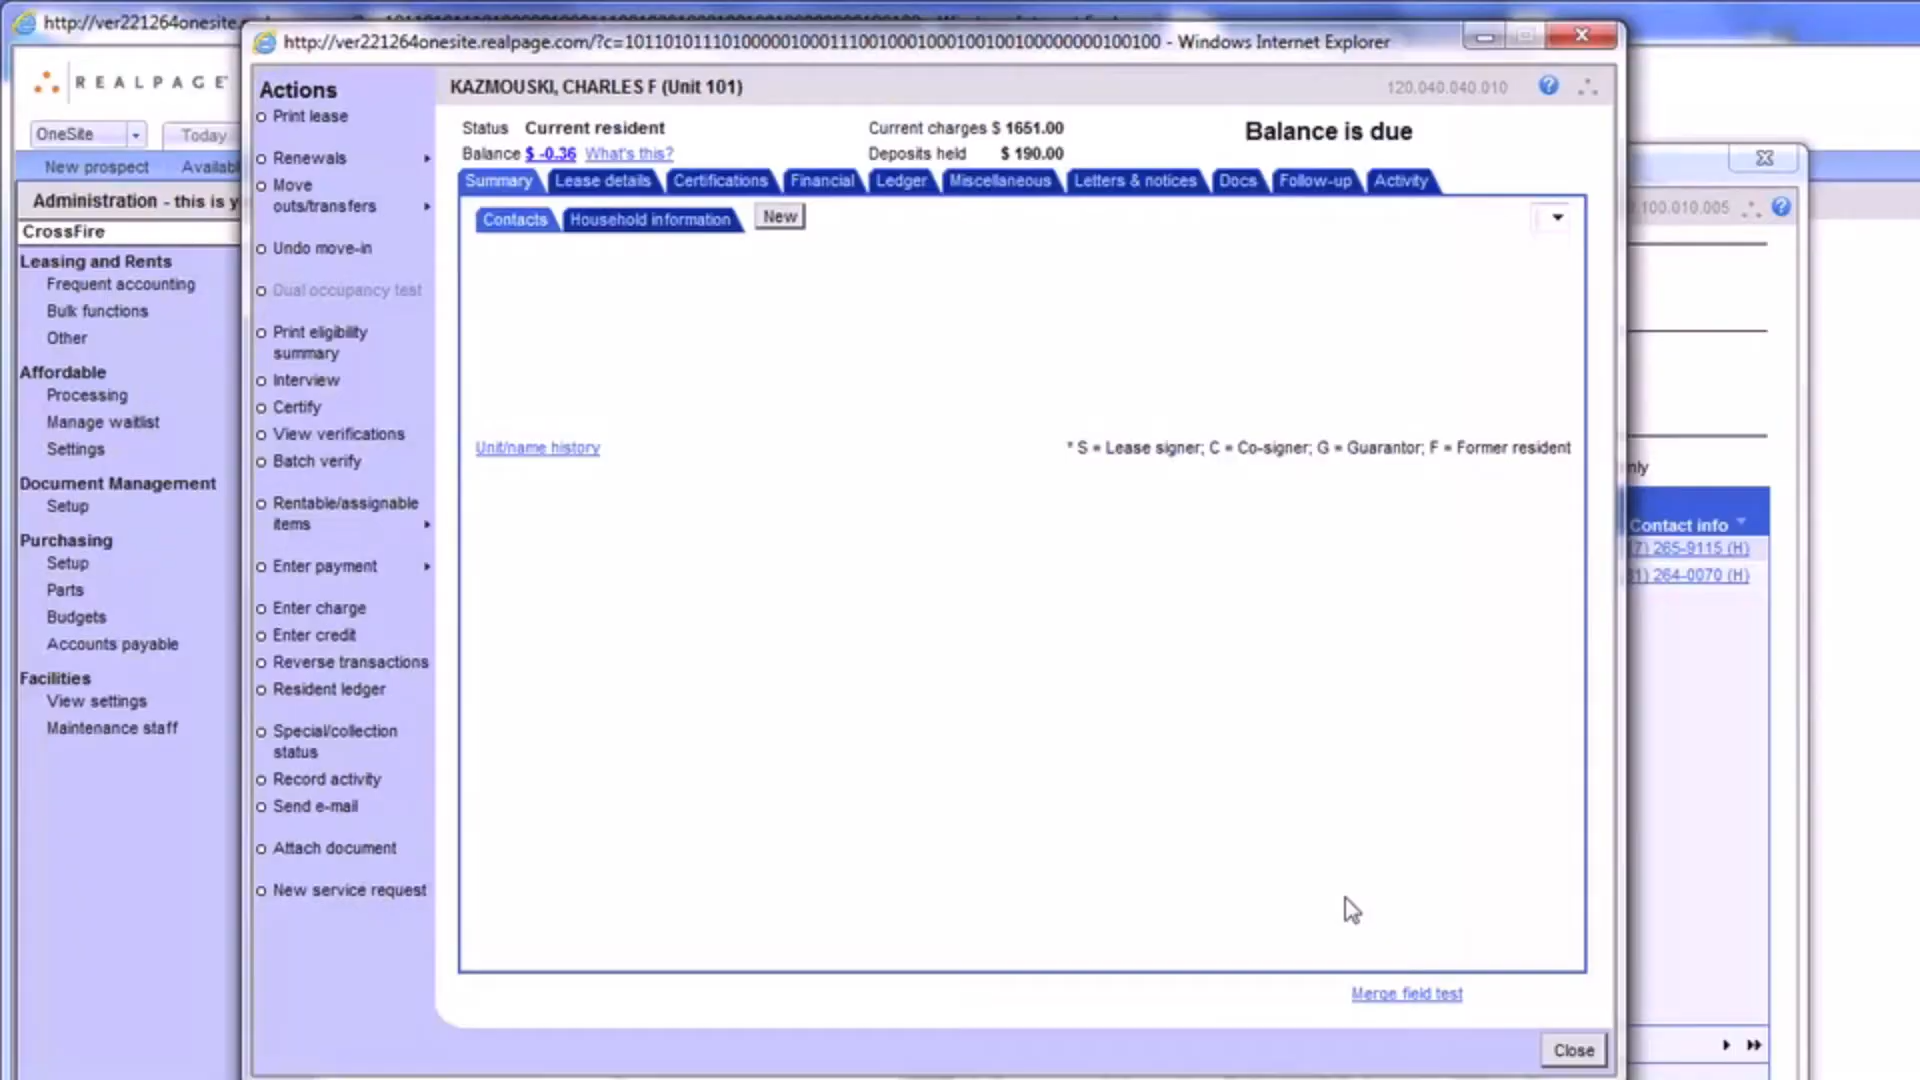 http://ver221264onesite.
http://ver221264onesite.realpage.com/?c=1011010111010000010001110010001000100100100000000100100 - Windows Internet Explorer
REALPAGE
OneSite
Today
New prospect
Administration - this is y
CrossFire
Leasing and Rents
Frequent accounting
Bulk functions
Other
Affordable
Processing
Manage waitlist
Settings
Document Management
Setup
Purchasing
Setup
Parts
Budgets
Accounts payable
Facilities
View settings
Maintenance staff
Actions
Print lease
Renewals
Move
outs/transfers
Undo move-in
Dual occupancy test
Print eligibility
summary
Interview
Certify
View verifications
Batch verify
Rentable/assignable
items
Enter payment
Enter charge
Enter credit
Reverse transactions
Resident ledger
Special/collection
status
Record activity
Send e-mail
Attach document
New service request
KAZMOUSKI, CHARLES F (Unit 101)
120.040.040.010
Status Current resident
Current charges $ 1651.00
Balance is due
Balance $ -0.36 What's this?
Deposits held $ 190.00
Summary Lease details Certifications Financial Ledger Miscellaneous Letters & notices Docs Follow-up Activity
Contacts Household information New
Unit/name history
* S = Lease signer; C = Co-signer; G = Guarantor; F = Former resident
Merge field test
Close
.100.010.005
nly
Contact info
7) 265-9115 (H)
31) 264-0070 (H)